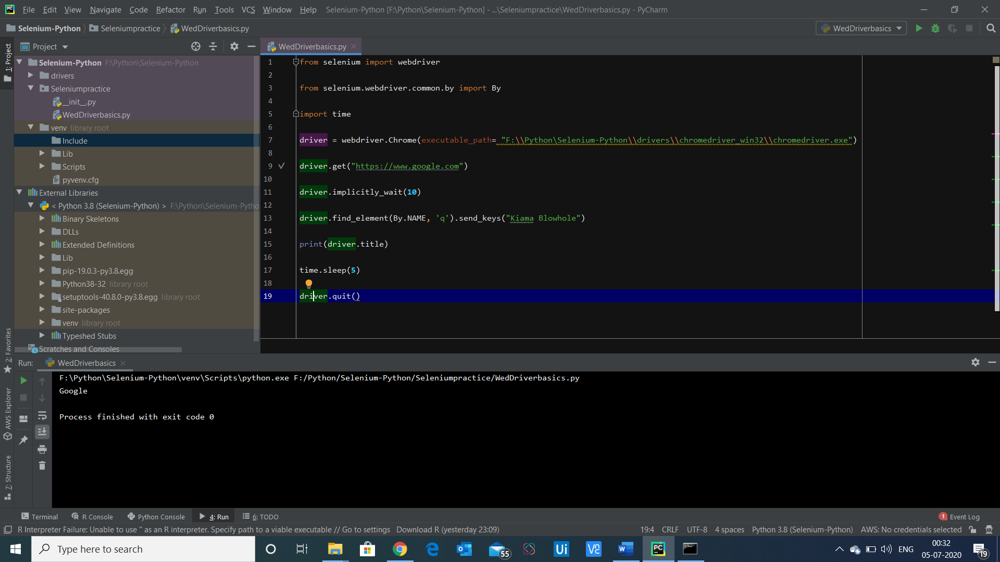 File Edit View Navigate Code Refactor Run Tools VCS Window Help Selenium-Python [F:\Python\Selenium-Python] - ...\Seleniumpractice\WedDriverbasics.py - PyCharm
Selenium-Python Seleniumpractice WedDriverbasics.py WedDriverbasics
Project
WedDriverbasics.py
1: Project
Selenium-Python F:\Python\Selenium-Python
drivers
Seleniumpractice
__init__.py
WedDriverbasics.py
venv library root
Include
Lib
Scripts
pyvenv.cfg
External Libraries
< Python 3.8 (Selenium-Python) > F:\Python\Selenium-Pytho
Binary Skeletons
DLLs
Extended Definitions
Lib
pip-19.0.3-py3.8.egg
Python38-32 library root
setuptools-40.8.0-py3.8.egg library root
site-packages
venv library root
Typeshed Stubs
Scratches and Consoles
1 from selenium import webdriver
2
3 from selenium.webdriver.common.by import By
4
5 import time
6
7 driver = webdriver.Chrome(executable_path= "F:\\Python\Selenium-Python\\drivers\\chromedriver_win32\\chromedriver.exe")
8
9 driver.get("https://www.google.com")
10
11 driver.implicitly_wait(10)
12
13 driver.find_element(By.NAME, 'q').send_keys("Kiama Blowhole")
14
15 print(driver.title)
16
17 time.sleep(5)
18
19 driver.quit()
2: Favorites
AWS Explorer
7: Structure
Run: WedDriverbasics
F:\Python\Selenium-Python\venv\Scripts\python.exe F:/Python/Selenium-Python/Seleniumpractice/WedDriverbasics.py
Google
Process finished with exit code 0
Terminal R Console Python Console 4: Run 6: TODO 1 Event Log
R Interpreter Failure: Unable to use '' as an R interpreter. Specify path to a viable executable // Go to settings Download R (yesterday 23:09) 19:4 CRLF UTF-8 4 spaces Python 3.8 (Selenium-Python) AWS: No credentials selected
Type here to search
55
Ui
W
PC
ENG
00:32
05-07-2020
19